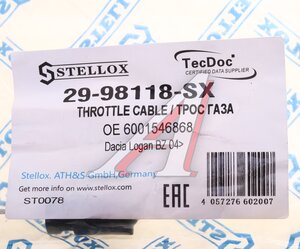 STELLOX
TecDoc
CERTIFIED DATA SUPPLIER
29-98118-SX
THROTTLE CABLE / ТРОС ГАЗА
OE 6001546868
Dacia Logan BZ 04>
Stellox. ATH&S GmbH, Germany
et more info on www.stellox.com
ST0078
EAC
4 057276 602007